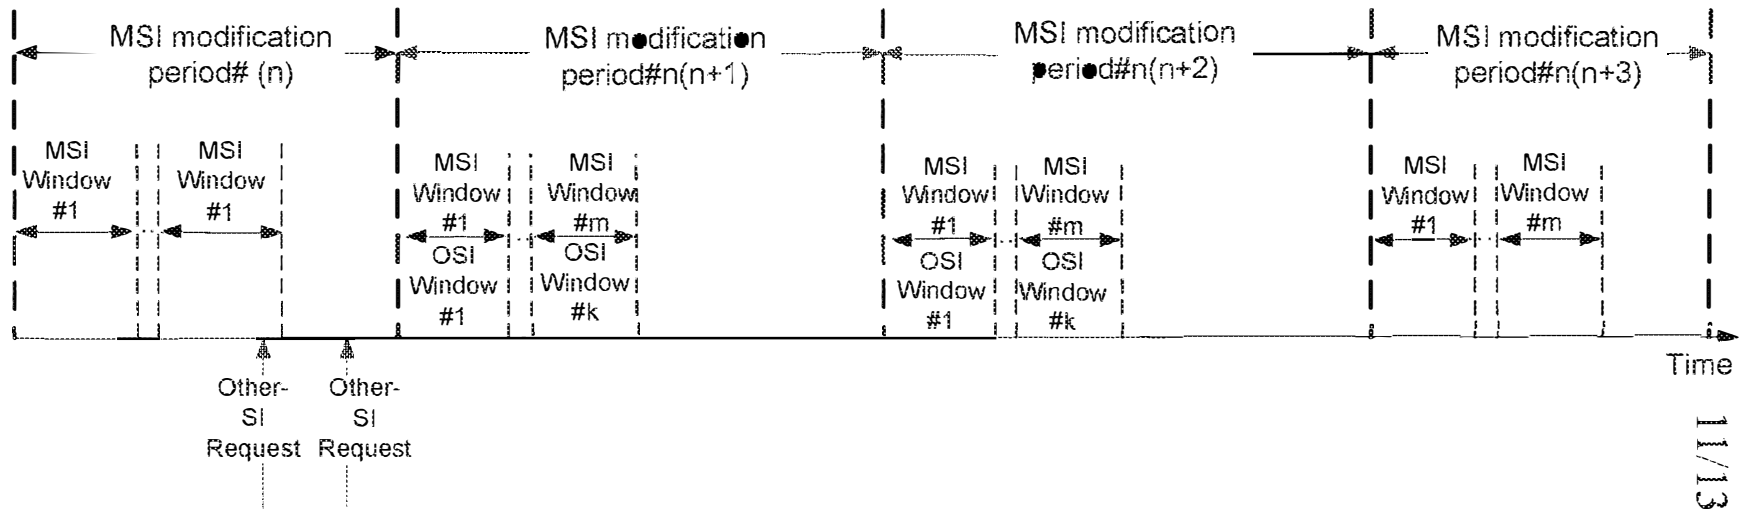 MSI modification
period# (n)
MSI modification
period#n(n+1)
MSI modification
period#n(n+2)
MSI modification
period#n(n+3)
MSI
Window
#1
MSI
Window
#1
MSI
Window
#1
OSI
Window
#1
MSI
Window
#m
OSI
Window
#k
MSI
Window
#1
OSI
Window
#1
MSI
Window
#m
OSI
Window
#k
MSI
Window
#1
MSI
Window
#m
Time
Other-
SI
Request
Other-
SI
Request
11/13